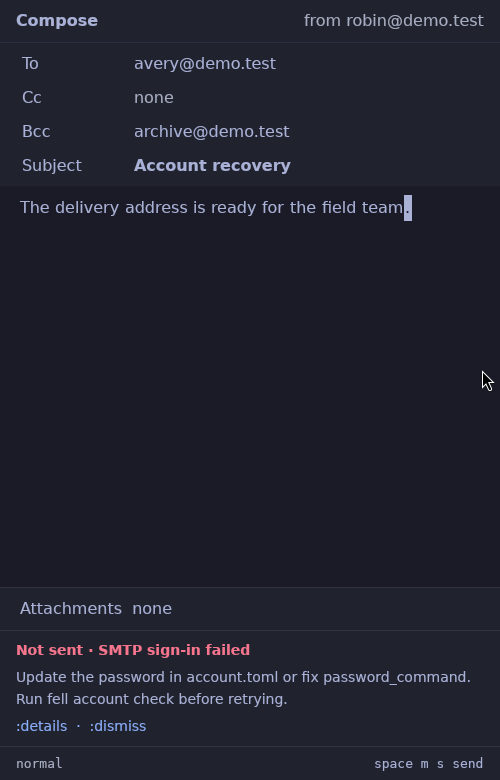 Compose from robin@demo.test
To avery@demo.test
Cc none
Bcc archive@demo.test
Subject Account recovery
The delivery address is ready for the field team.
Attachments none
Not sent · SMTP sign-in failed
Update the password in account.toml or fix password_command.
Run fell account check before retrying.
:details · :dismiss
normal space m s send